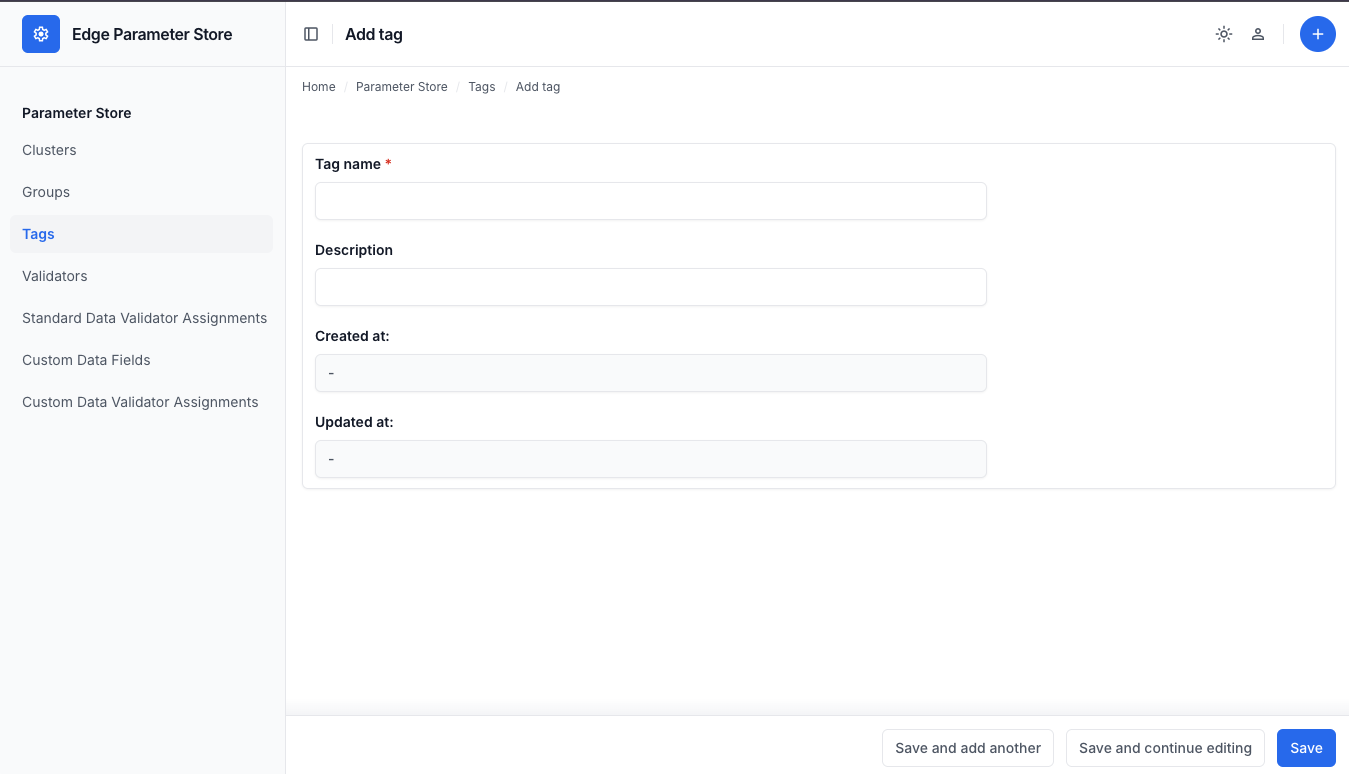 Edge Parameter Store
Add tag
Home / Parameter Store / Tags / Add tag
Parameter Store
Clusters
Groups
Tags
Validators
Standard Data Validator Assignments
Custom Data Fields
Custom Data Validator Assignments
Tag name *
Description
Created at:
-
Updated at:
-
Save and add another
Save and continue editing
Save